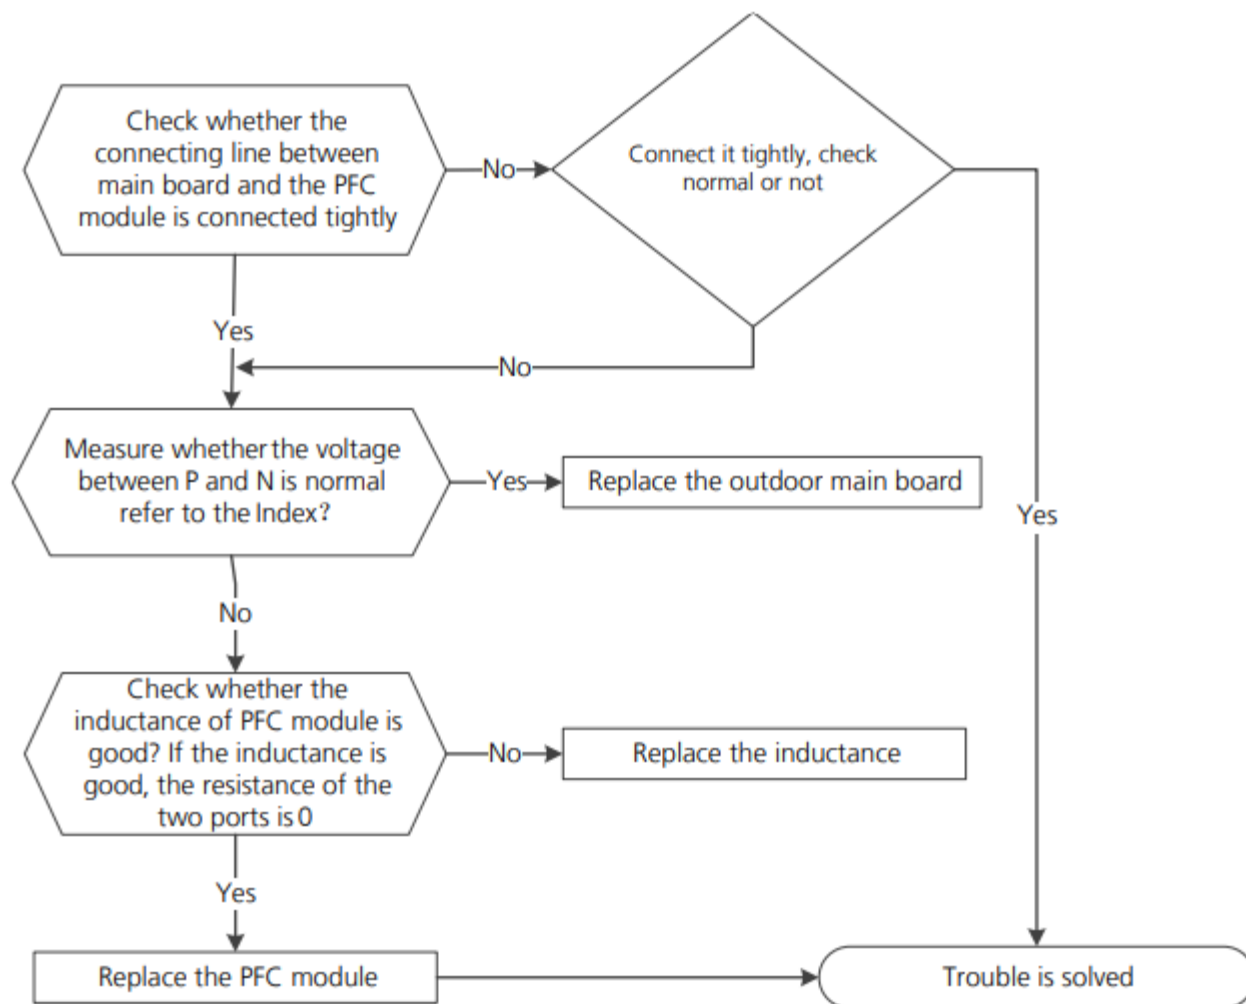 Check whether the
connecting line between
main board and the PFC
module is connected tightly
No
Connect it tightly, check
normal or not
Yes
No
Measure whether the voltage
between P and N is normal
refer to the Index?
Yes
Replace the outdoor main board
Yes
No
Check whether the
inductance of PFC module is
good? If the inductance is
good, the resistance of the
two ports is 0
No
Replace the inductance
Yes
Replace the PFC module
Trouble is solved